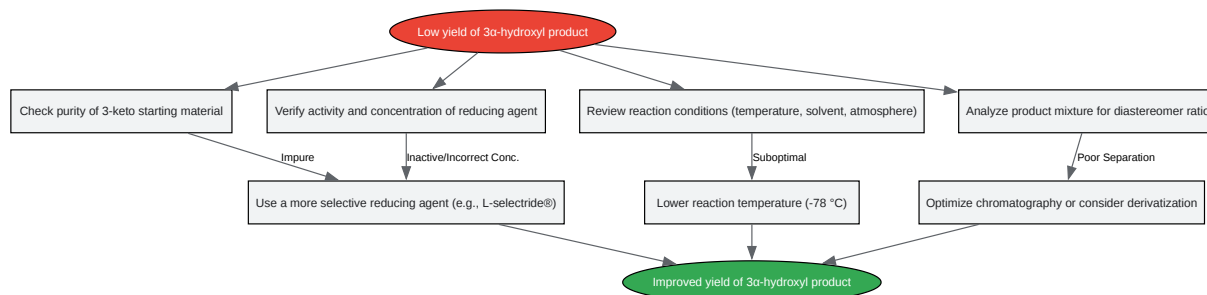 Low yield of 3α-hydroxyl product
Check purity of 3-keto starting material
Verify activity and concentration of reducing agent
Review reaction conditions (temperature, solvent, atmosphere)
Analyze product mixture for diastereomer ratio
Impure
Inactive/Incorrect Conc.
Suboptimal
Poor Separation
Use a more selective reducing agent (e.g., L-selectride®)
Lower reaction temperature (-78 °C)
Optimize chromatography or consider derivatization
Improved yield of 3α-hydroxyl product